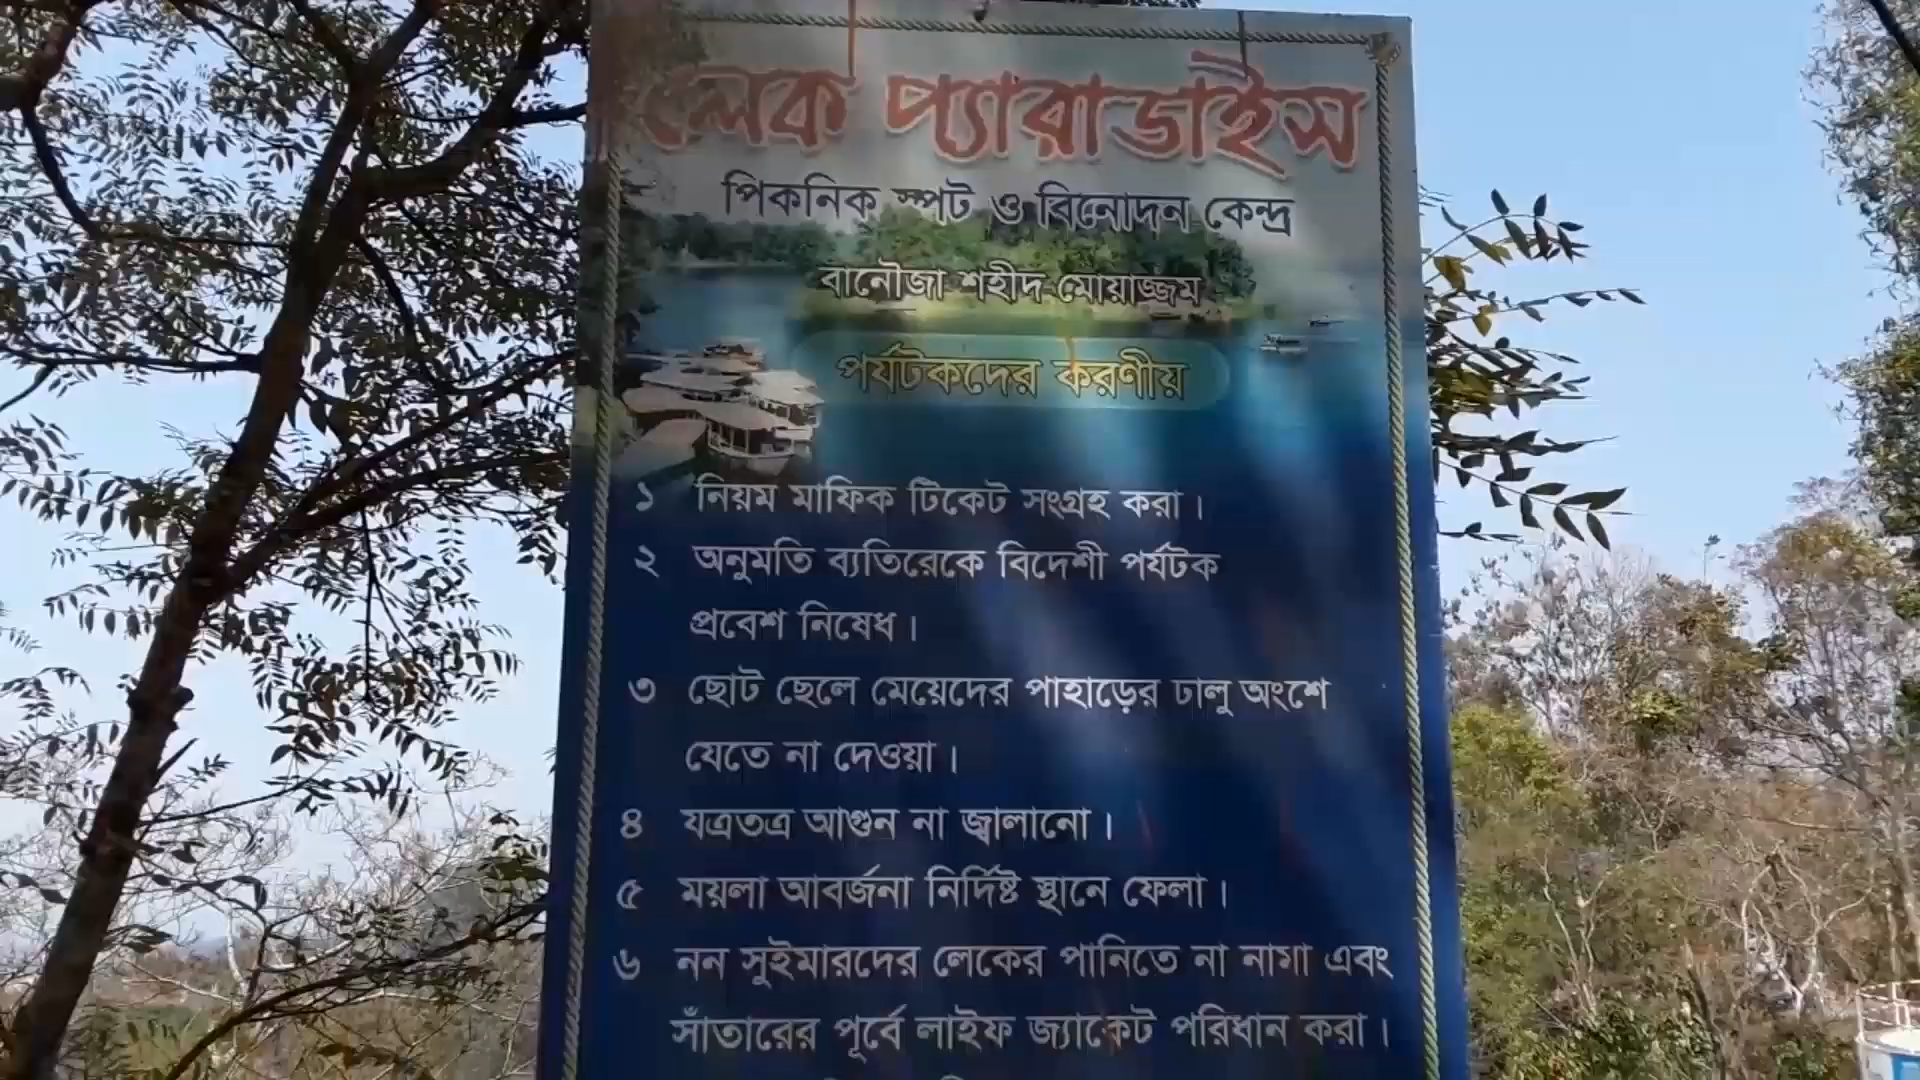 লেক প্যারাডাইস
পিকনিক স্পট ও বিনোদন কেন্দ্র
বানৌজা শহীদ মোয়াজ্জম
পর্যটকদের করণীয়
১ নিয়ম মাফিক টিকেট সংগ্রহ করা।
২ অনুমতি ব্যতিরেকে বিদেশী পর্যটক
প্রবেশ নিষেধ।
৩ ছোট ছেলে মেয়েদের পাহাড়ের ঢালু অংশে
যেতে না দেওয়া।
৪ যত্রতত্র আগুন না জ্বালানো।
৫ ময়লা আবর্জনা নির্দিষ্ট স্থানে ফেলা।
৬ নন সুইমারদের লেকের পানিতে না নামা এবং
সাঁতারের পূর্বে লাইফ জ্যাকেট পরিধান করা।